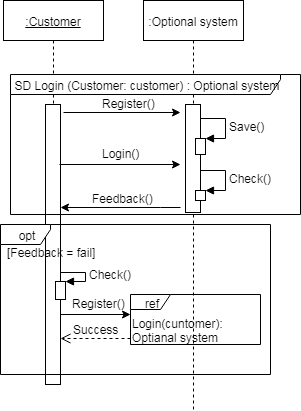 :Customer
:Optional system
SD Login (Customer: customer) : Optional system
Register()
Save()
Login()
Check()
Feedback()
opt
[Feedback = fail]
Check()
Register()
ref
Login(cuntomer):
Optianal system
Success